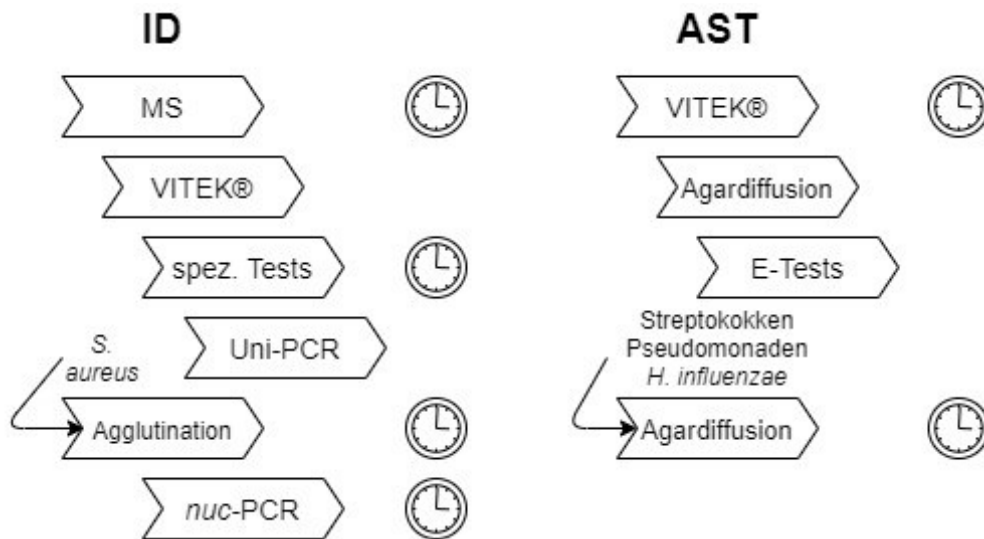 ID
MS
VITEK®
spez. Tests
Uni-PCR
S.
aureus
Agglutination
nuc-PCR
AST
VITEK®
Agardiffusion
E-Tests
Streptokokken
Pseudomonaden
H. influenzae
Agardiffusion